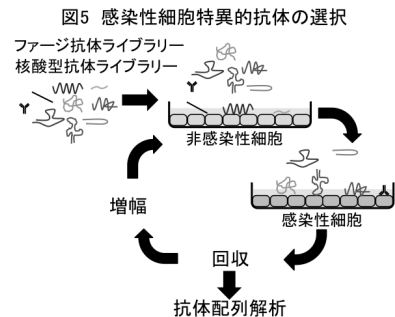 図5 感染性細胞特異的抗体の選択
ファージ抗体ライブラリー
核酸型抗体ライブラリー
非感染性細胞
感染性細胞
増幅
回収
抗体配列解析